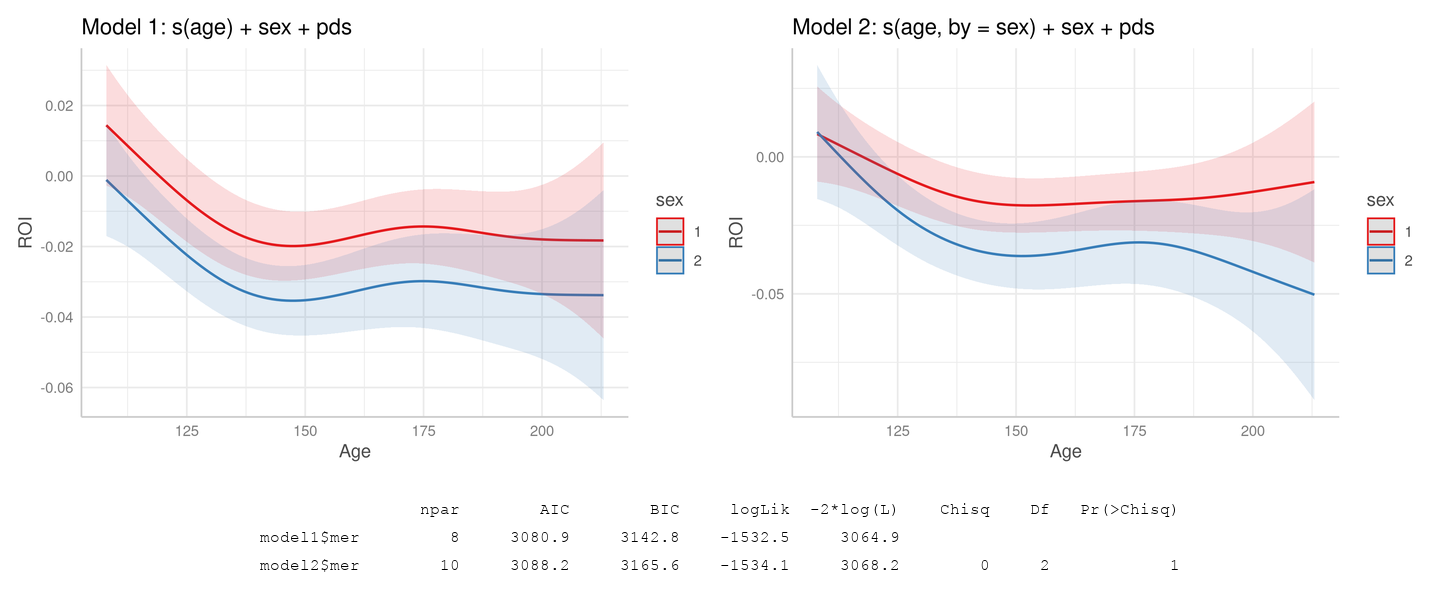 Model 1: s(age) + sex + pds
0.02
0.00
-0.02
-0.04
-0.06
ROI
125 150 175 200
Age
sex
1
2
Model 2: s(age, by = sex) + sex + pds
0.00
-0.05
ROI
125 150 175 200
Age
sex
1
2
npar AIC BIC logLik -2*log(L) Chisq Df Pr(>Chisq)
model1$mer 8 3080.9 3142.8 -1532.5 3064.9
model2$mer 10 3088.2 3165.6 -1534.1 3068.2 0 2 1